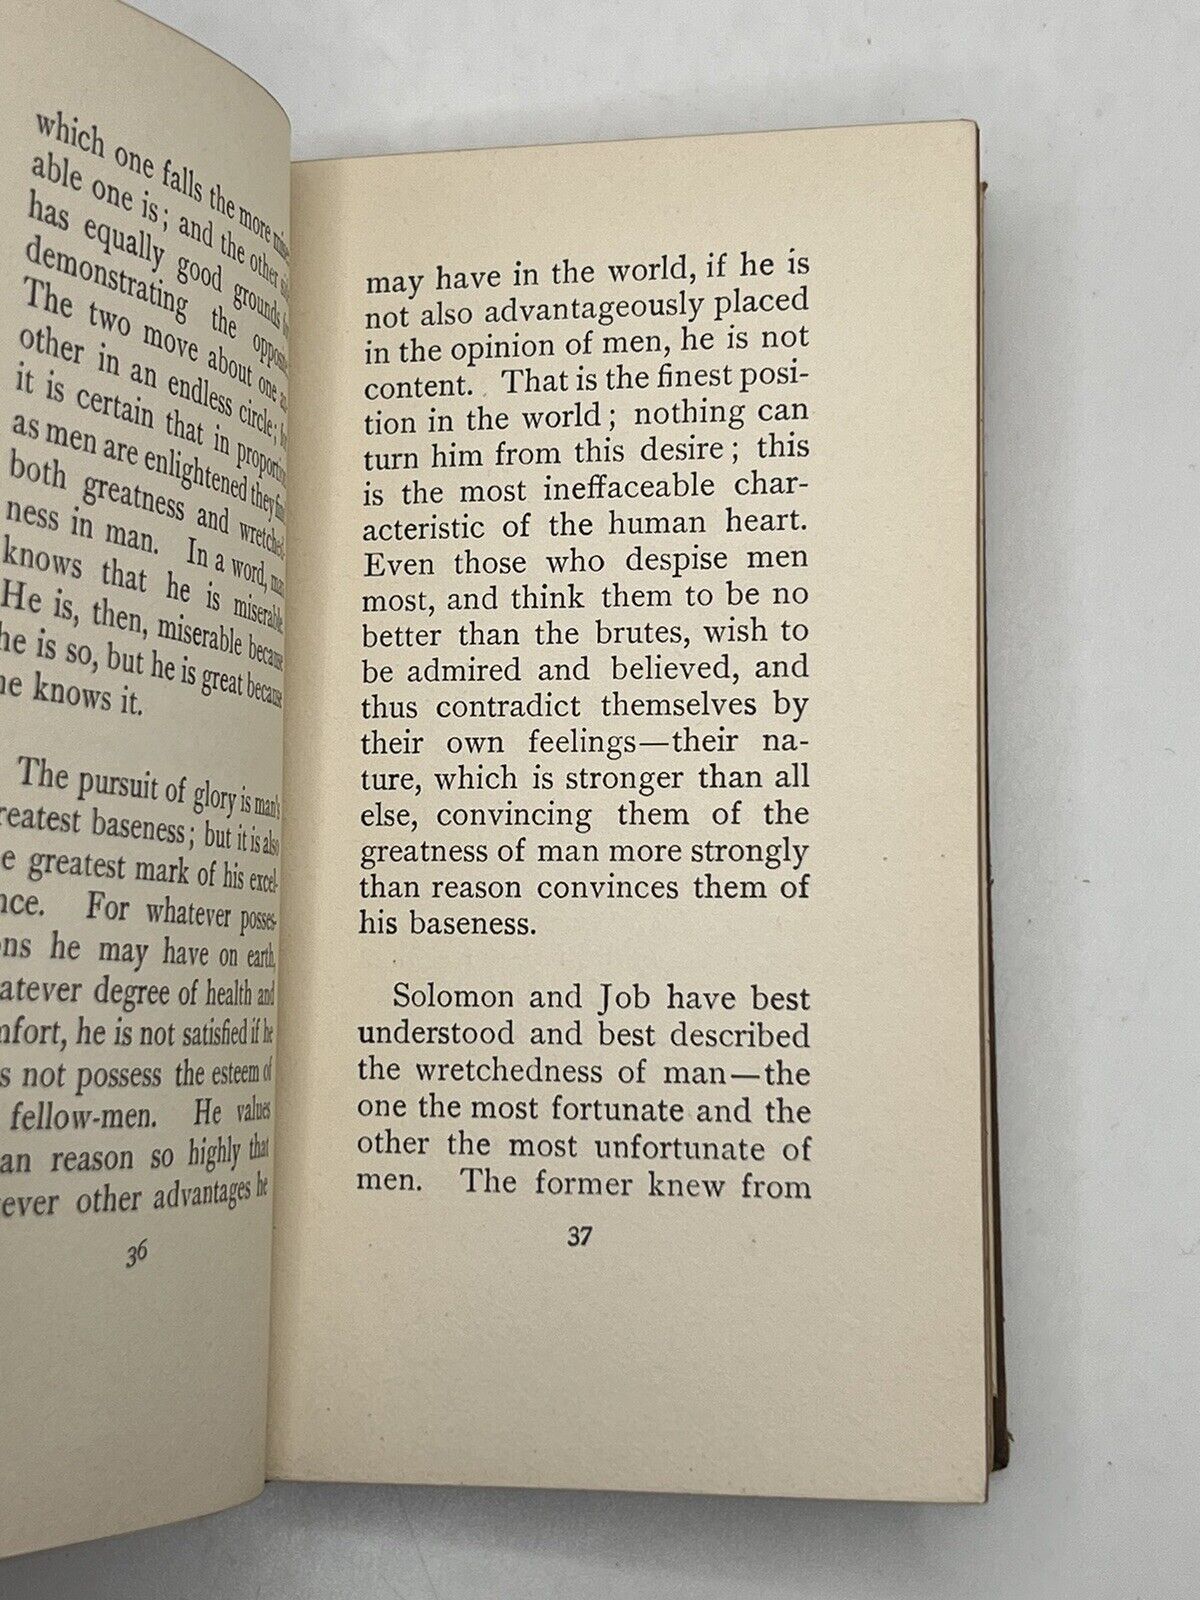 which one falls the more
able one is; and the other
has equally good grounds
demonstrating the
The two move about one
other in an endless circle;
it is certain that in
as men are enlightened they
both greatness and
ness in man. In a word,
knows that he is miserable.
He is, then, miserable because
he is so, but he is great because
he knows it.
The pursuit of glory is man's
greatest baseness; but it is also
greatest mark of his excel-
For whatever posses-
he may have on earth,
degree of health and
he is not satisfied if he
not possess the esteem of
fellow-men. He values
reason so highly that
other advantages he
36
may have in the world, if he is
not also advantageously placed
in the opinion of men, he is not
content. That is the finest posi-
tion in the world; nothing can
turn him from this desire; this
is the most ineffaceable char-
acteristic of the human heart.
Even those who despise men
most, and think them to be no
better than the brutes, wish to
be admired and believed, and
thus contradict themselves by
their own feelings—their na-
ture, which is stronger than all
else, convincing them of the
greatness of man more strongly
than reason convinces them of
his baseness.
Solomon and Job have best
understood and best described
the wretchedness of man—the
one the most fortunate and the
other the most unfortunate of
men. The former knew from
37